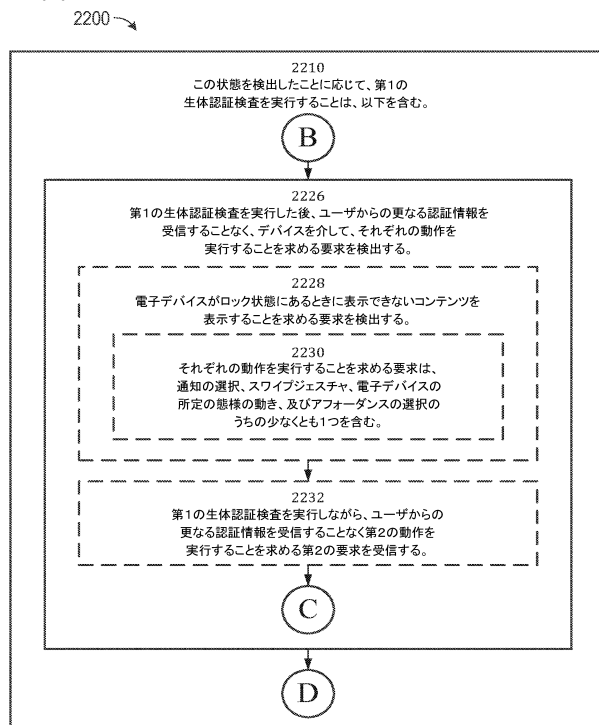 2200
2210
この状態を検出したことに応じて、第1の
生体認証検査を実行することは、以下を含む。
B
2226
第1の生体認証検査を実行した後、ユーザからの更なる認証情報を
受信することなく、デバイスを介して、それぞれの動作を
実行することを求める要求を検出する。
2228
電子デバイスがロック状態にあるときに表示できないコンテンツを
表示することを求める要求を検出する。
2230
それぞれの動作を実行することを求める要求は、
通知の選択、スワイプジェスチャ、電子デバイスの
所定の態様の動き、及びアフォーダンスの選択の
うちの少なくとも1つを含む。
2232
第1の生体認証検査を実行しながら、ユーザからの
更なる認証情報を受信することなく第2の動作を
実行することを求める第2の要求を受信する。
C
D